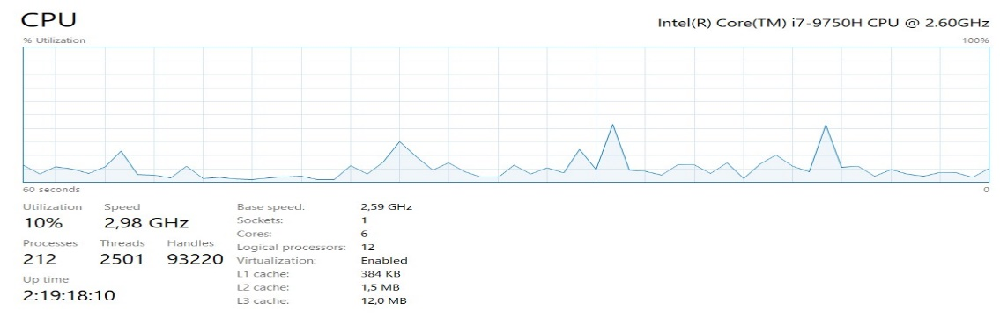 CPU Intel(R) Core(TM) i7-9750H CPU @ 2.60GHz
% Utilization 100%
60 seconds 0
Utilization Speed
10% 2,98 GHz
Processes Threads Handles
212 2501 93220
Up time
2:19:18:10
Base speed: 2,59 GHz
Sockets: 1
Cores: 6
Logical processors: 12
Virtualization: Enabled
L1 cache: 384 KB
L2 cache: 1,5 MB
L3 cache: 12,0 MB